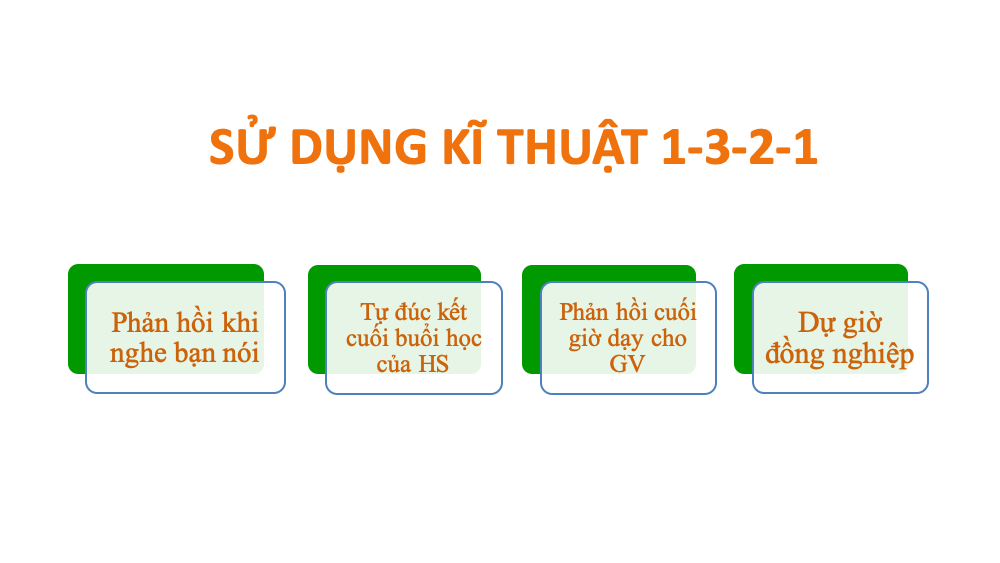 SỬ DỤNG KĨ THUẬT 1-3-2-1
Phản hồi khi
nghe bạn nói
Tự đúc kết
cuối buổi học
của HS
Phản hồi cuối
giờ dạy cho
GV
Dự giờ
đồng nghiệp